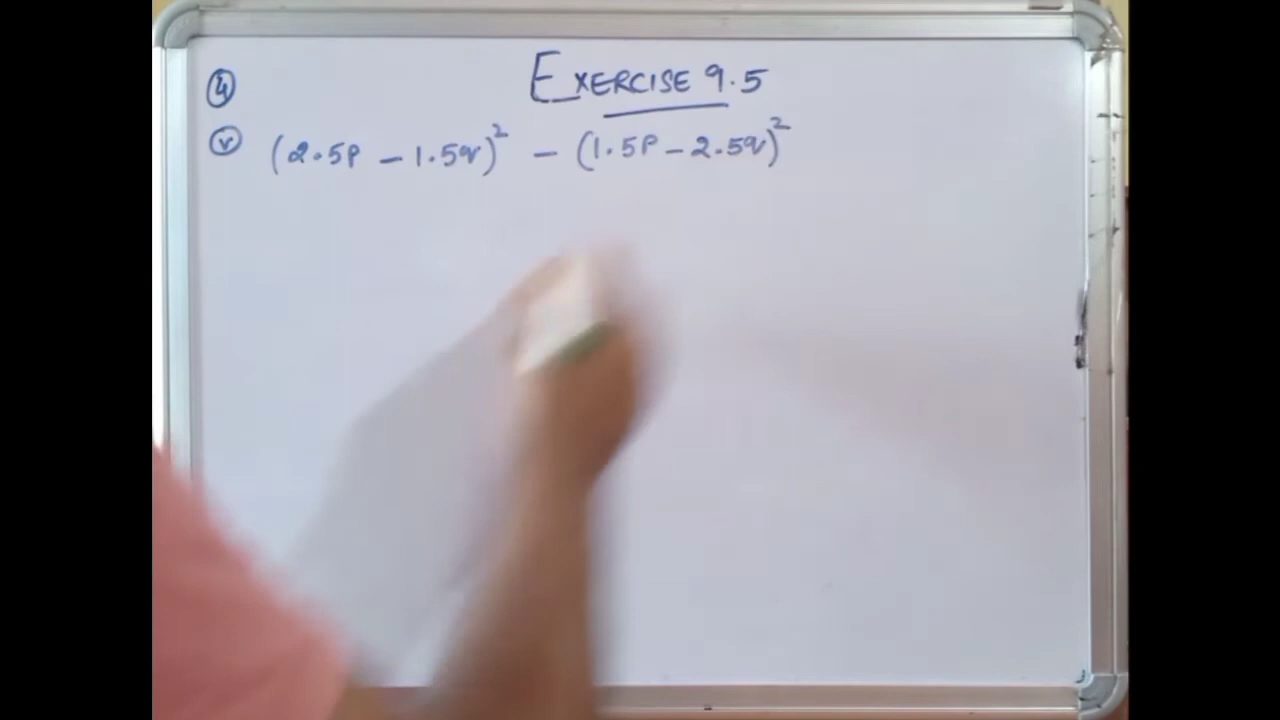 ④ EXERCISE 9.5
ⓥ (2.5p - 1.5q)² - (1.5p - 2.5q)²